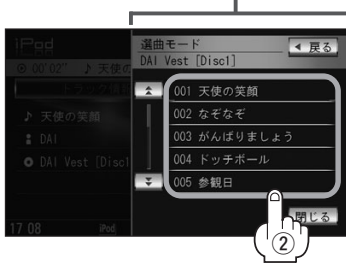 iPod
00'02" ♪ 天使の
♪ 天使の笑顔
DAI
DAI Vest [Disc1
17 08 iPod
選曲モード
戻る
DAI Vest [Disc1]
001 天使の笑顔
002 なぞなぞ
003 がんばりましょう
004 ドッチボール
005 参観日
閉じる
②